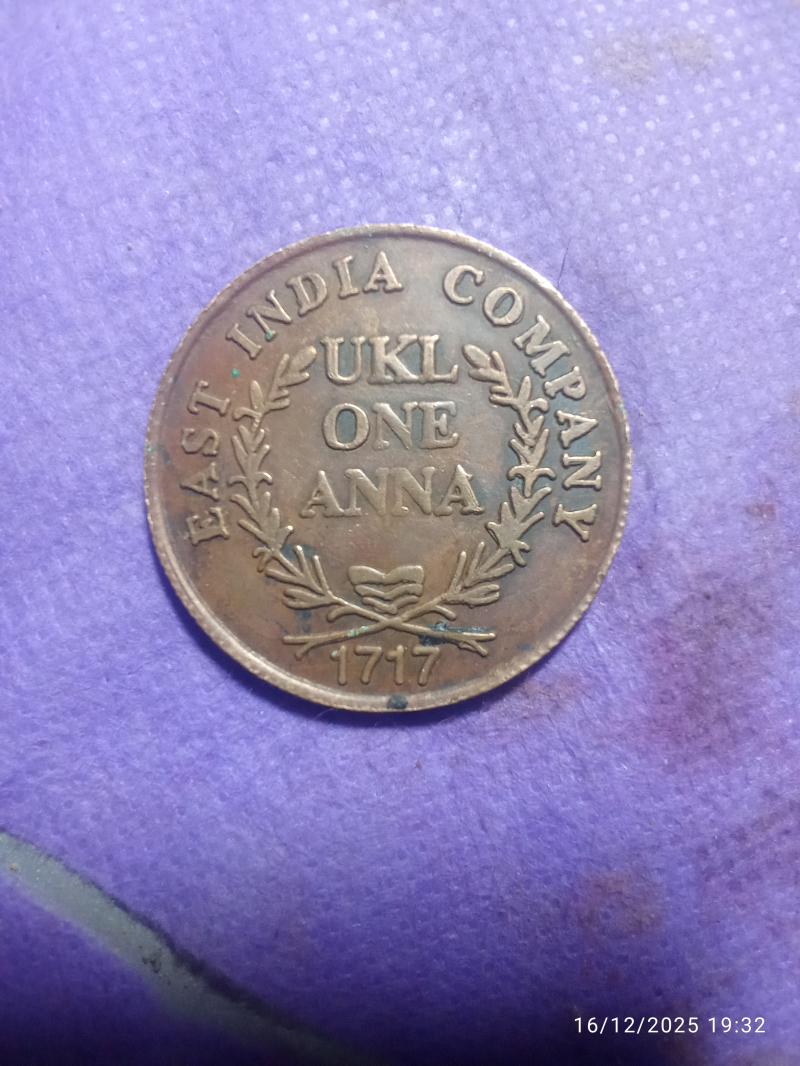 EAST INDIA COMPANY
UKL
ONE
ANNA
1717
16/12/2025 19:32